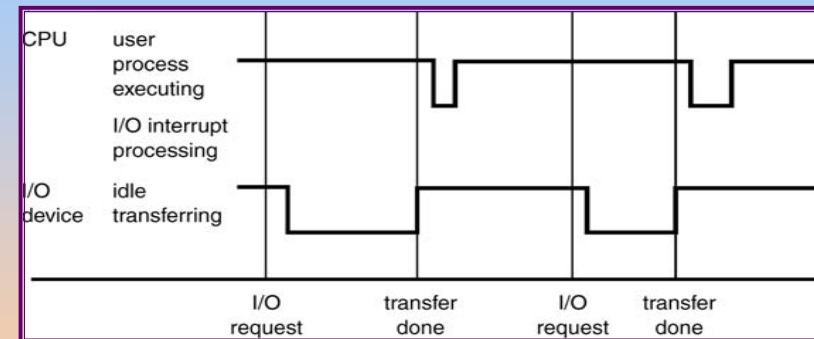 CPU user
process
executing
I/O interrupt
processing
I/O idle
device transferring
I/O transfer I/O transfer
request done request done